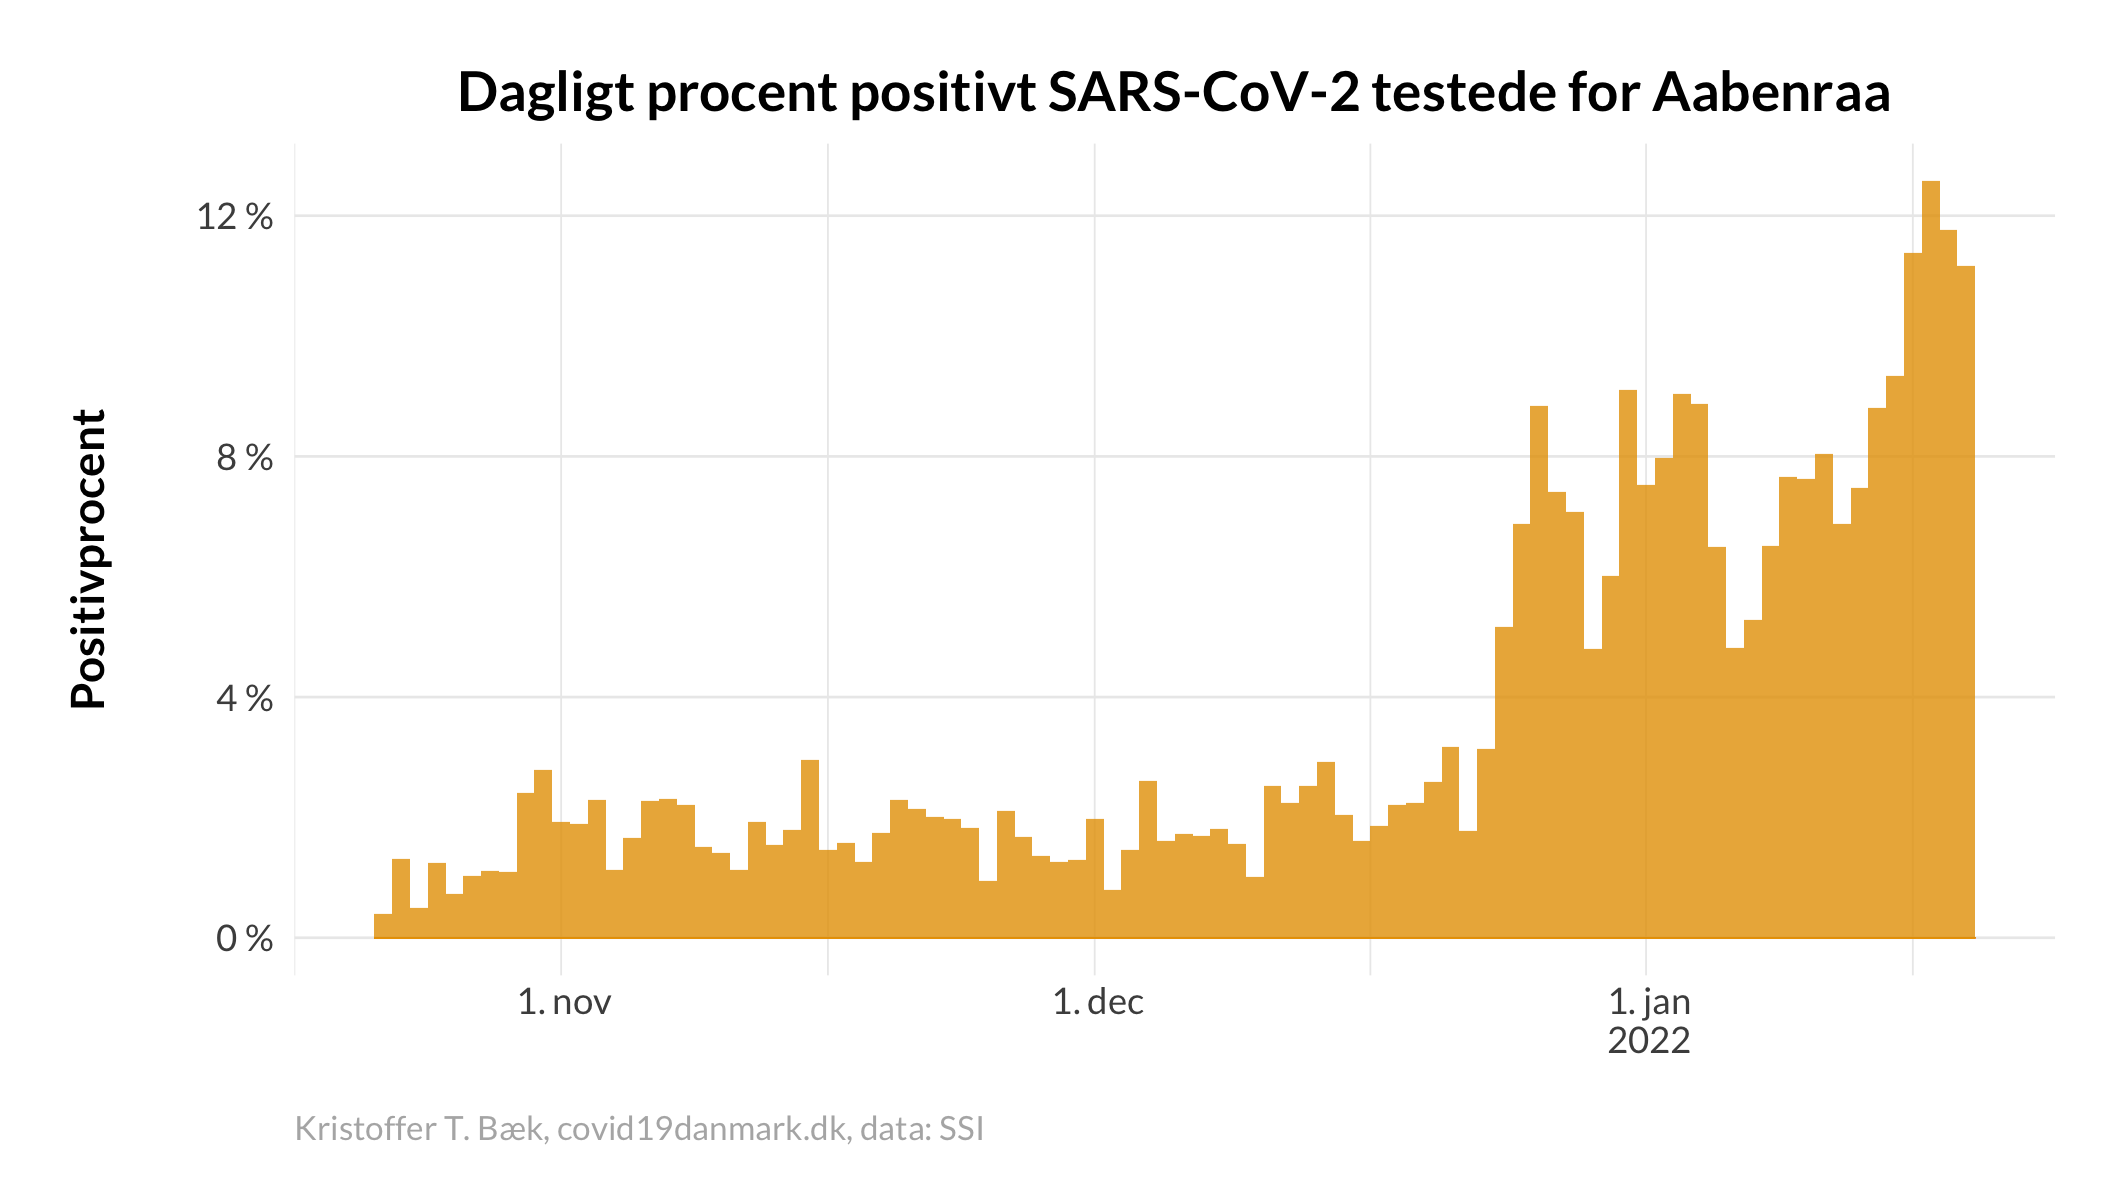 Dagligt procent positivt SARS-CoV-2 testede for Aabenraa
Positivprocent
12 %
8 %
4 %
0 %
1. nov
1. dec
1. jan
2022
Kristoffer T. Bæk, covid19danmark.dk, data: SSI